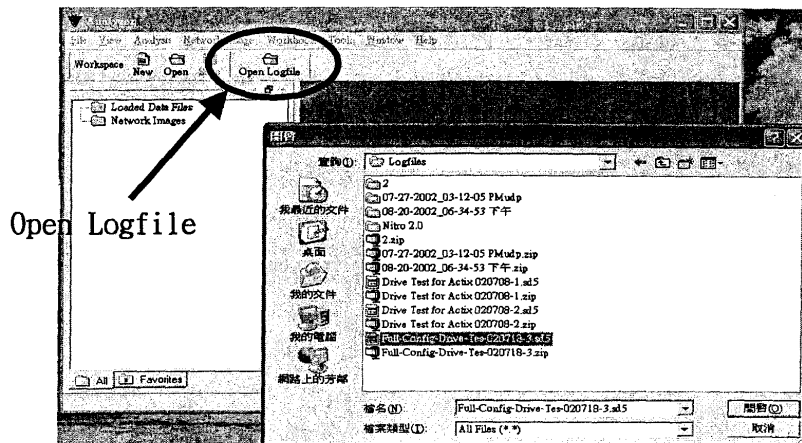 Analyzer
File View Analysis Network Image Workbook Tools Window Help
Workspace New Open Open Logfile
Loaded Data Files
Network Images
Open Logfile
All Favorites
開啟
查詢(I): Logfiles
我最近的文件
桌面
我的文件
我的電腦
網路上的芳鄰
2
07-27-2002_03-12-05 PMudp
08-20-2002_06-34-53 下午
Nitro 2.0
2.zip
07-27-2002_03-12-05 PMudp.zip
08-20-2002_06-34-53 下午.zip
Drive Test for Actix 020708-1.sd5
Drive Test for Actix 020708-1.zip
Drive Test for Actix 020708-2.sd5
Drive Test for Actix 020708-2.zip
Full-Config-Drive-Tes-020718-3.sd5
Full-Config-Drive-Tes-020718-3.zip
檔名(N): Full-Config-Drive-Tes-020718-3.sd5 開啟(O)
檔案類型(T): All Files (*.*) 取消